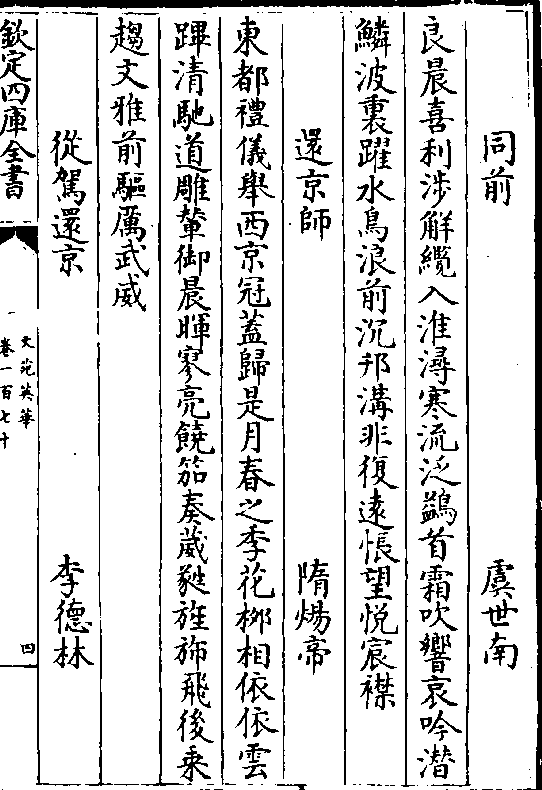 同前 虞世南
良晨喜利涉解纜入淮潯寒流泛鷁首霜吹響哀吟潜
鱗波裏躍水鳥浪前沉邗溝非復遠悵望悦宸襟
還京師 隋煬帝
東都禮儀舉西京冠蓋歸是月春之季花栁相依依雲
蹕清馳道雕輦御晨暉寥亮鐃笳奏葳蕤旌斾飛後乗
趨文雅前驅厲武威
從駕還京 李德林
欽定四庫全書
文苑英華
卷一百七十
四